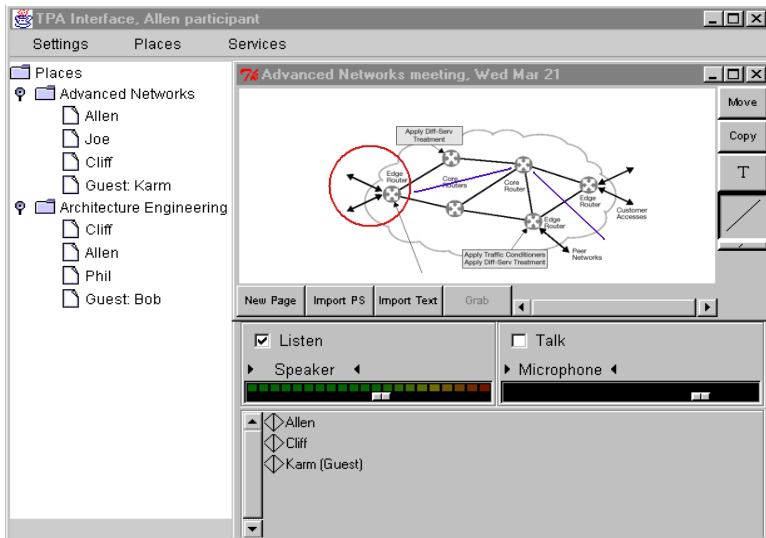 TPA Interface, Allen participant
Settings Places Services
Places
Advanced Networks
Allen
Joe
Cliff
Guest: Karm
Architecture Engineering
Cliff
Allen
Phil
Guest: Bob
Advanced Networks meeting, Wed Mar 21
Move
Copy
T
Apply Diff-Serv
Treatment
Edge
Router
Core
Routers
Core
Router
Edge
Router
Edge
Router
Customer
Accesses
Peer
Networks
Apply Traffic Conditioners
Apply Diff-Serv Treatment
New Page Import PS Import Text Grab
Listen
Speaker
Talk
Microphone
Allen
Cliff
Karm (Guest)